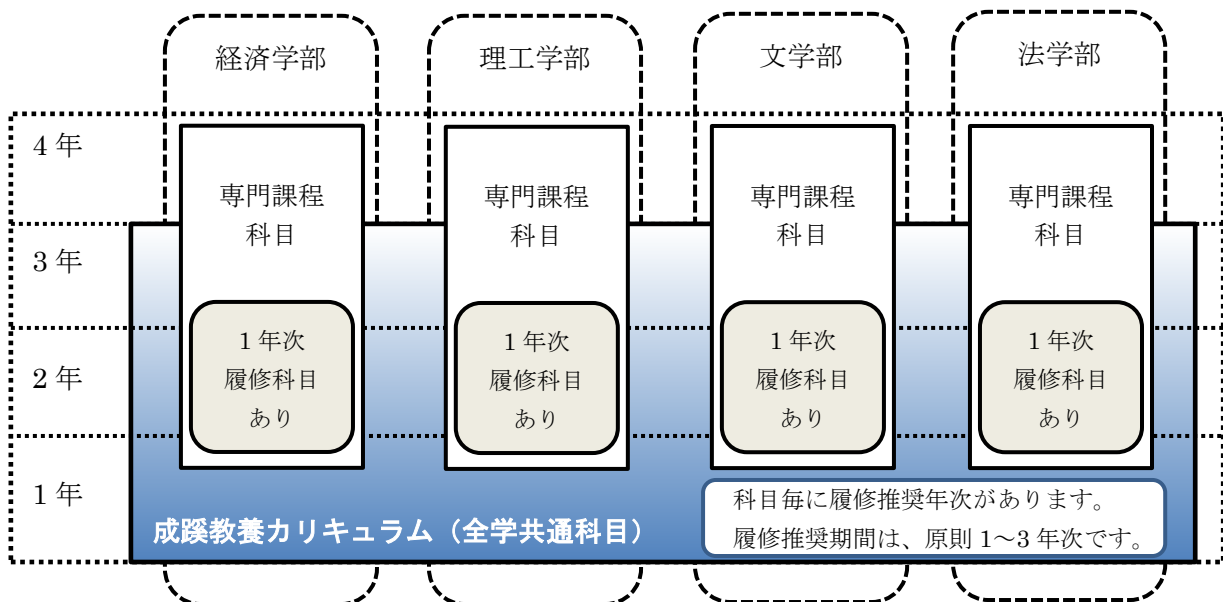 経済学部
理工学部
文学部
法学部
4 年
3 年
2 年
1 年
専門課程
科目
1 年次
履修科目
あり
専門課程
科目
1 年次
履修科目
あり
専門課程
科目
1 年次
履修科目
あり
専門課程
科目
1 年次
履修科目
あり
成蹊教養カリキュラム（全学共通科目）
科目毎に履修推奨年次があります。
履修推奨期間は、原則 1～3 年次です。